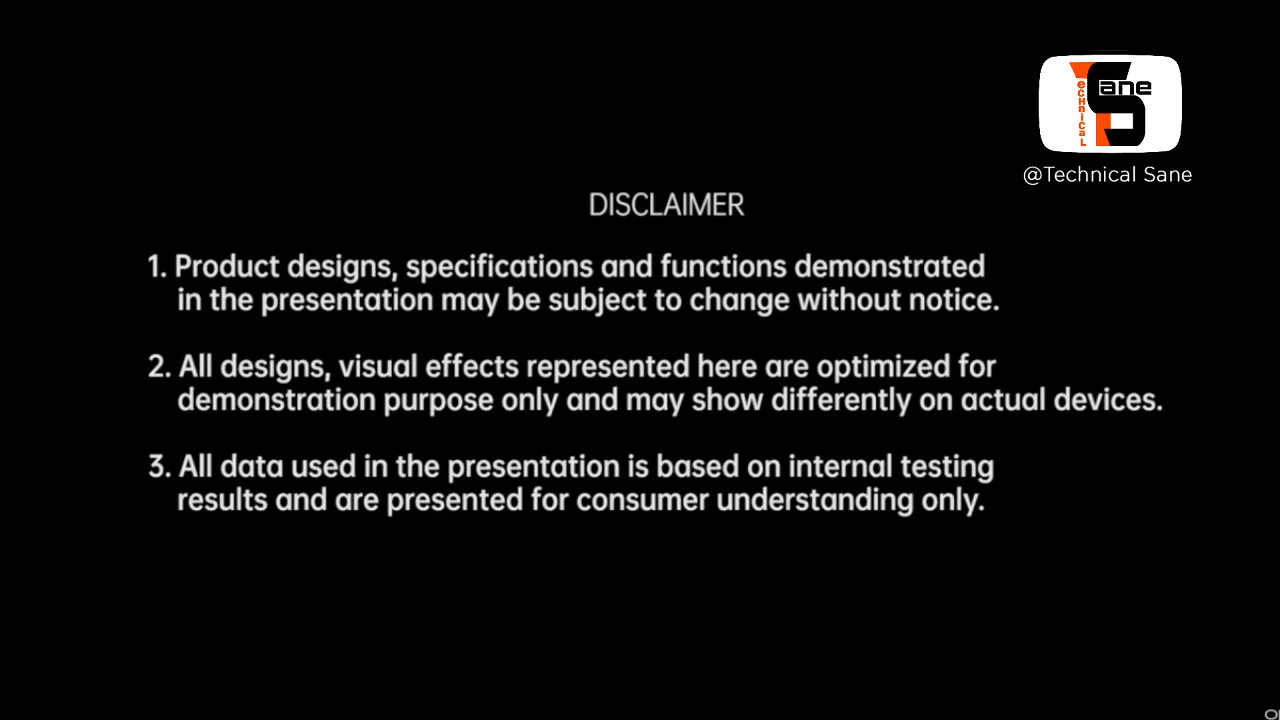 Technical Sane
@Technical Sane
DISCLAIMER
1. Product designs, specifications and functions demonstrated
in the presentation may be subject to change without notice.
2. All designs, visual effects represented here are optimized for
demonstration purpose only and may show differently on actual devices.
3. All data used in the presentation is based on internal testing
results and are presented for consumer understanding only.